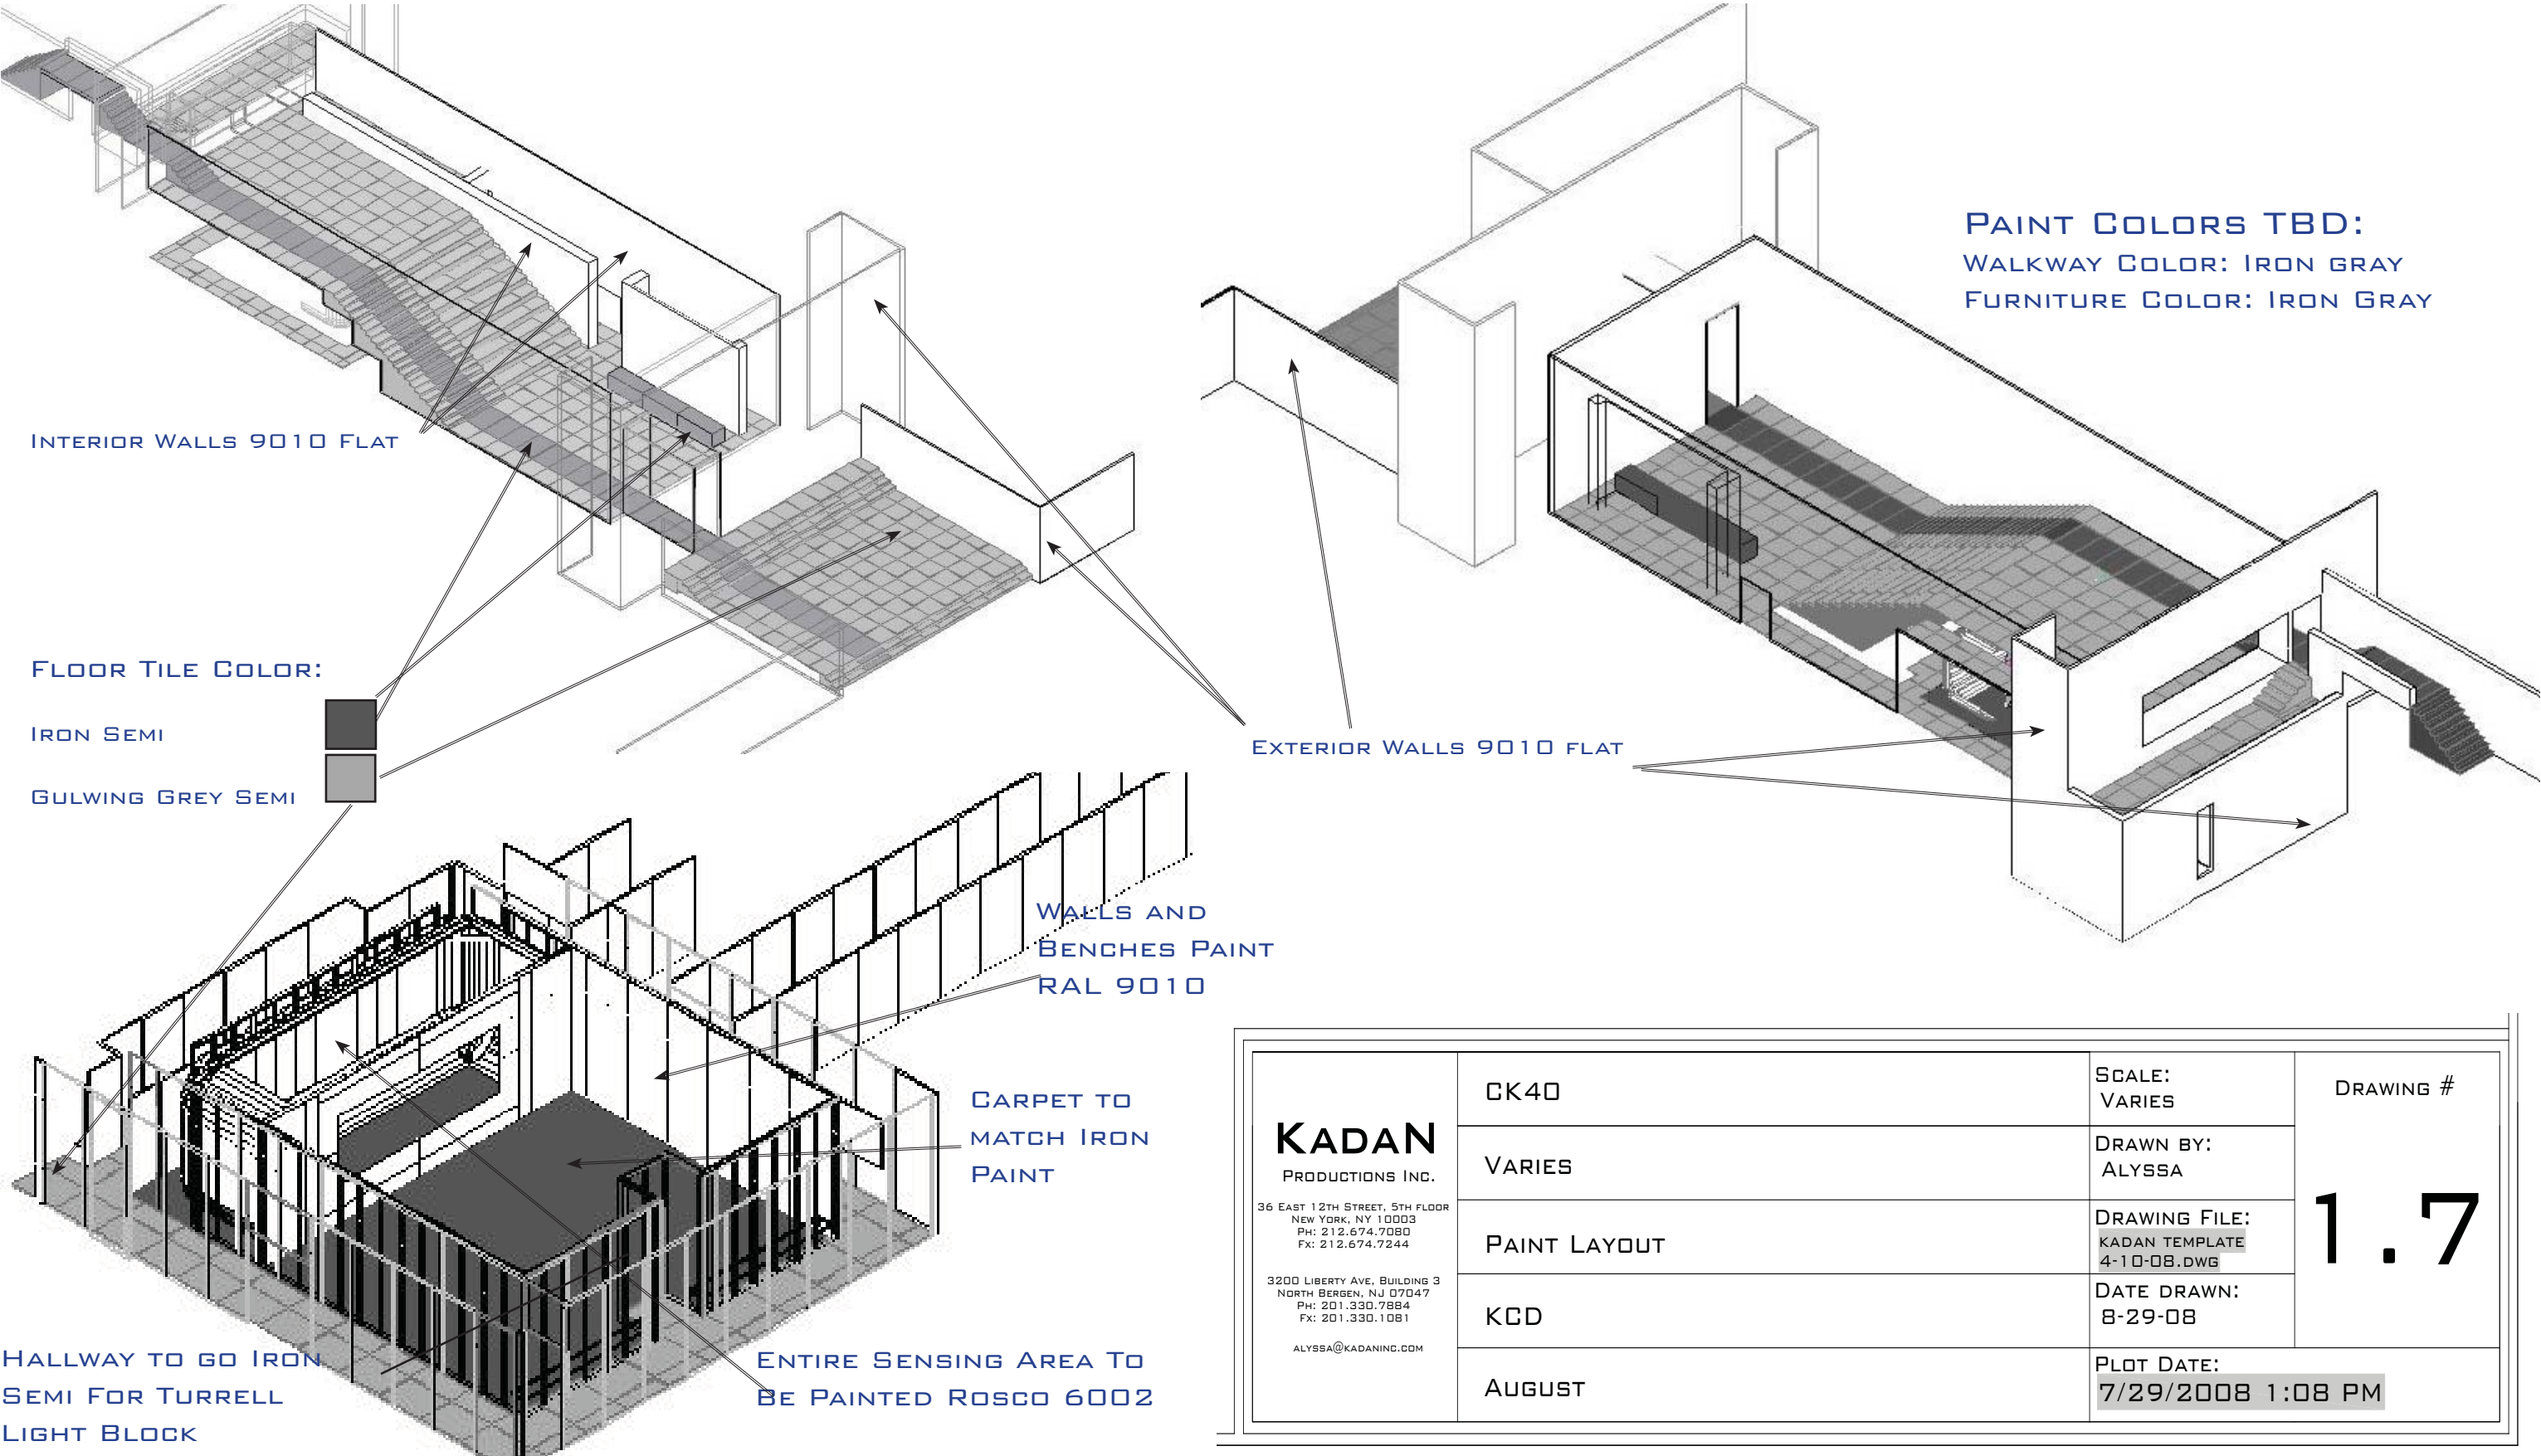 Paint Colors TBD:
Walkway Color: Iron gray
Furniture Color: Iron Gray
Interior Walls 9010 Flat
Floor Tile Color:
Iron Semi
Gulwing Grey Semi
Exterior Walls 9010 flat
Walls and
Benches Paint
RAL 9010
Carpet to
match Iron
Paint
Hallway to go Iron
Semi For Turrell
Light Block
Entire Sensing Area To
Be Painted Rosco 6002
KADAN
Productions Inc.
36 East 12th Street, 5th floor
New York, NY 10003
Ph: 212.674.7080
Fx: 212.674.7244
3200 Liberty Ave, Building 3
North Bergen, NJ 07047
Ph: 201.330.7884
Fx: 201.330.1081
alyssa@kadaninc.com
CK40
Varies
Paint Layout
KCD
August
Scale:
Varies
Drawn by:
Alyssa
Drawing File:
kadan template
4-10-08.dwg
Date drawn:
8-29-08
Plot Date:
7/29/2008 1:08 PM
Drawing #
1.7